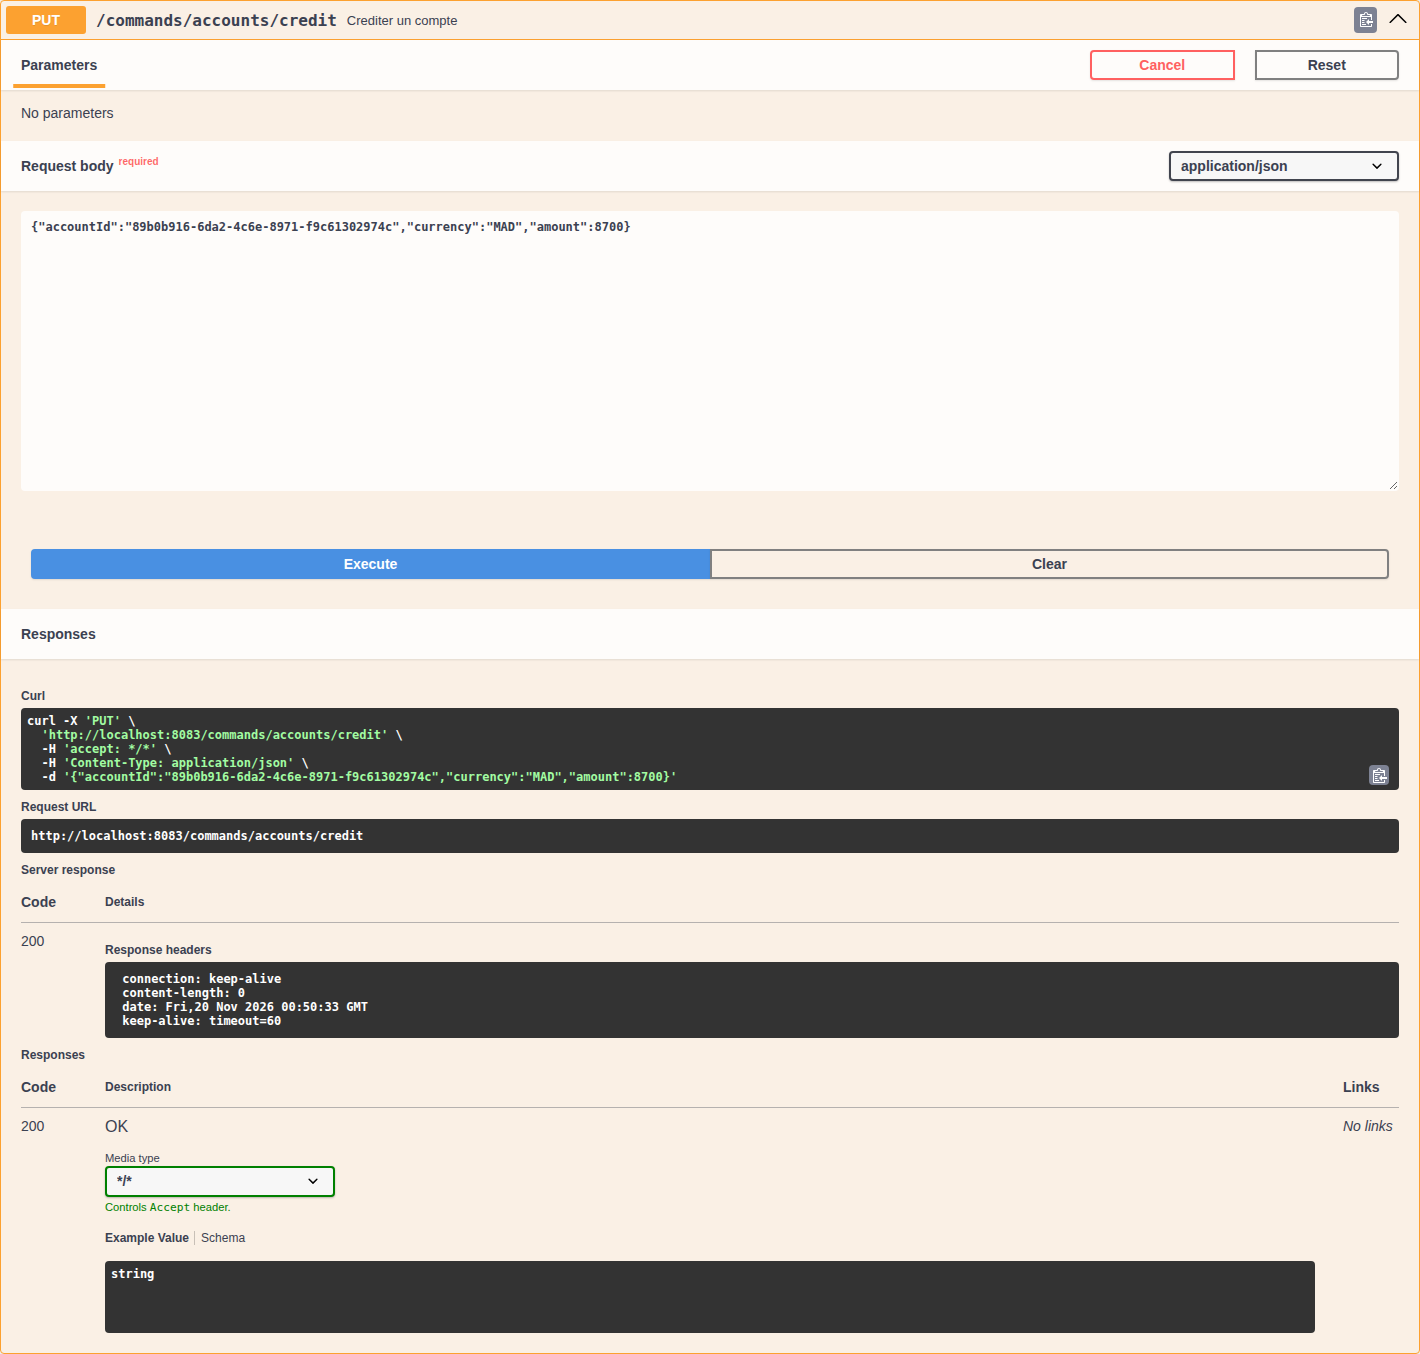 PUT /commands/accounts/credit Crediter un compte
Parameters Cancel Reset
No parameters
Request body required application/json
{"accountId":"89b0b916-6da2-4c6e-8971-f9c61302974c","currency":"MAD","amount":8700}
Execute Clear
Responses
Curl
curl -X 'PUT' \
'http://localhost:8083/commands/accounts/credit' \
-H 'accept: */*' \
-H 'Content-Type: application/json' \
-d '{"accountId":"89b0b916-6da2-4c6e-8971-f9c61302974c","currency":"MAD","amount":8700}'
Request URL
http://localhost:8083/commands/accounts/credit
Server response
Code Details
200
Response headers
connection: keep-alive
content-length: 0
date: Fri,20 Nov 2026 00:50:33 GMT
keep-alive: timeout=60
Responses
Code Description Links
200 OK No links
Media type
*/*
Controls Accept header.
Example Value Schema
string